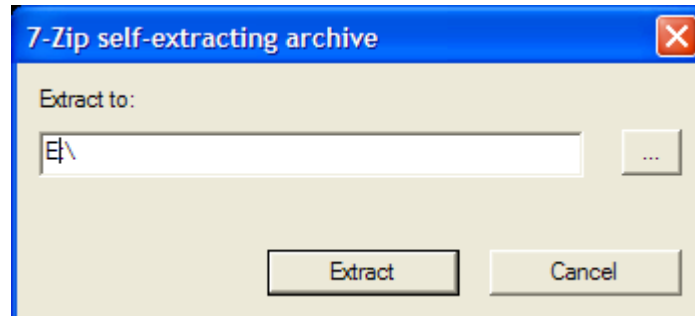 7-Zip self-extracting archive
Extract to:
E:\
...
Extract Cancel